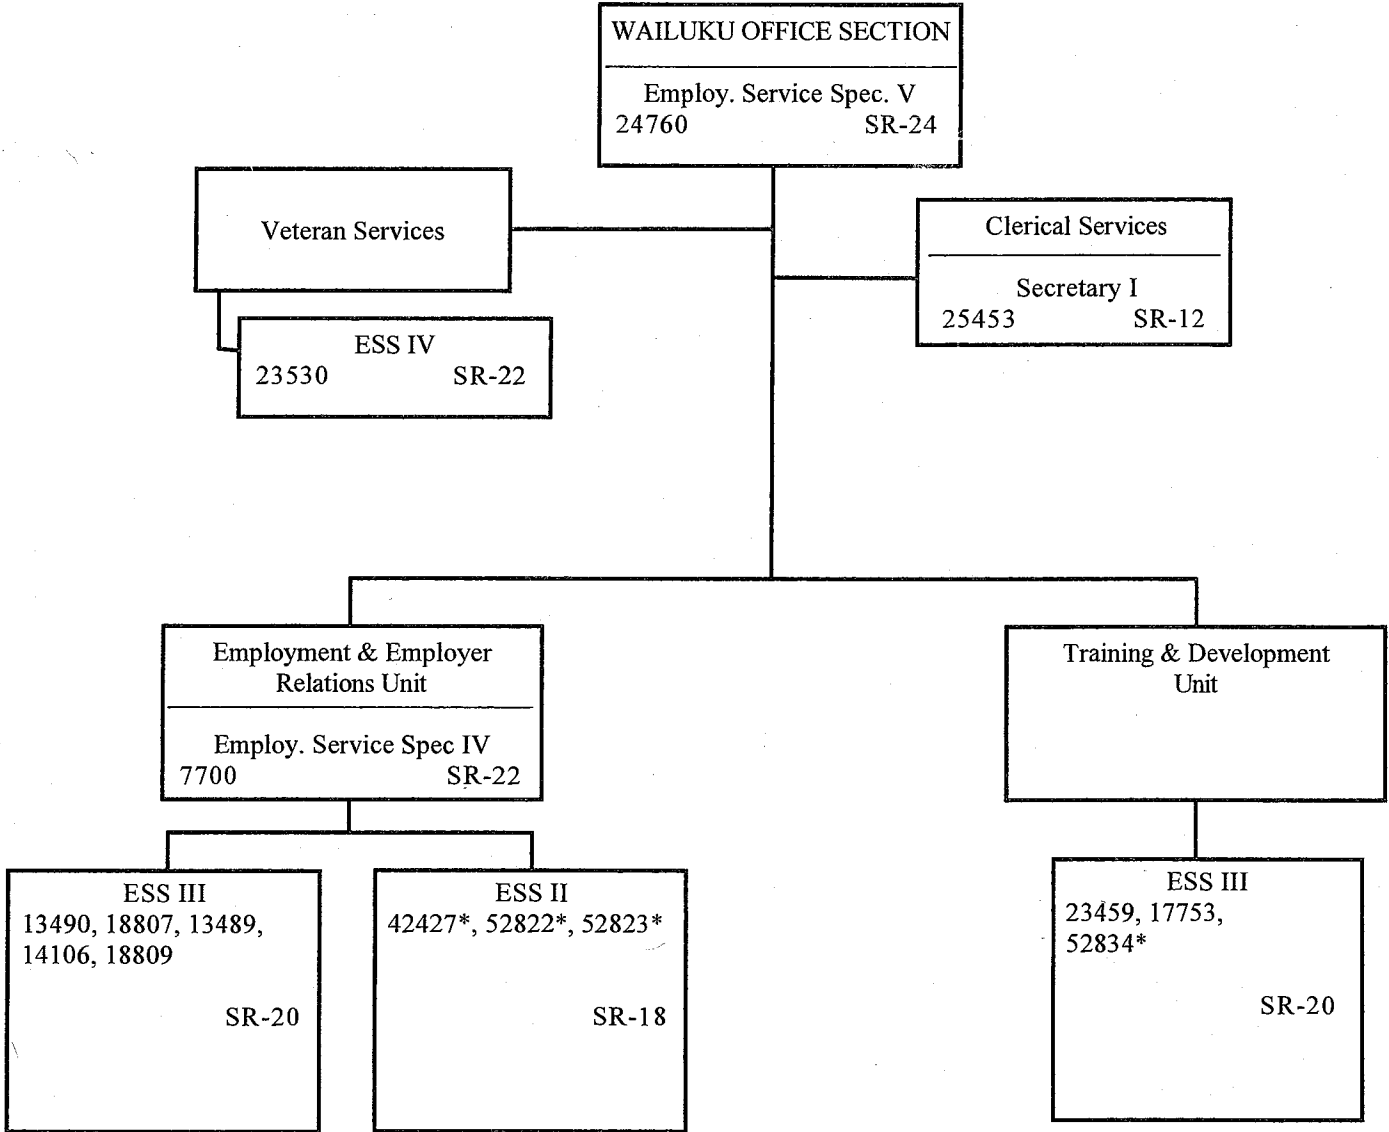 WAILUKU OFFICE SECTION
Employ. Service Spec. V
24760 SR-24
Veteran Services
ESS IV
23530 SR-22
Clerical Services
Secretary I
25453 SR-12
Employment & Employer
Relations Unit
Employ. Service Spec IV
7700 SR-22
Training & Development
Unit
ESS III
13490, 18807, 13489,
14106, 18809
SR-20
ESS II
42427*, 52822*, 52823*
SR-18
ESS III
23459, 17753,
52834*
SR-20